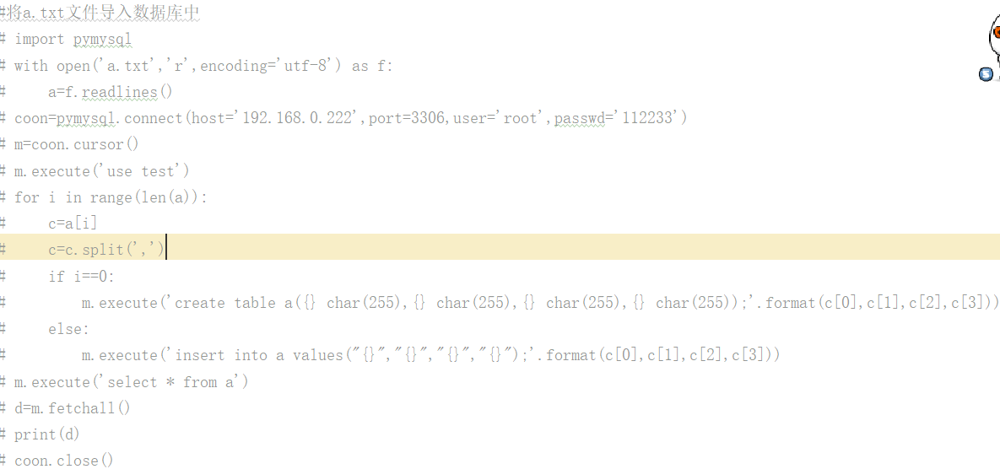 #将a.txt文件导入数据库中
# import pymysql
# with open('a.txt','r',encoding='utf-8') as f:
#     a=f.readlines()
# coon=pymysql.connect(host='192.168.0.222',port=3306,user='root',passwd='112233')
# m=coon.cursor()
# m.execute('use test')
# for i in range(len(a)):
#     c=a[i]
#     c=c.split(',')
#     if i==0:
#         m.execute('create table a({} char(255),{} char(255),{} char(255),{} char(255));'.format(c[0],c[1],c[2],c[3]))
#     else:
#         m.execute('insert into a values("{}","{}","{}","{}");'.format(c[0],c[1],c[2],c[3]))
# m.execute('select * from a')
# d=m.fetchall()
# print(d)
# coon.close()
S